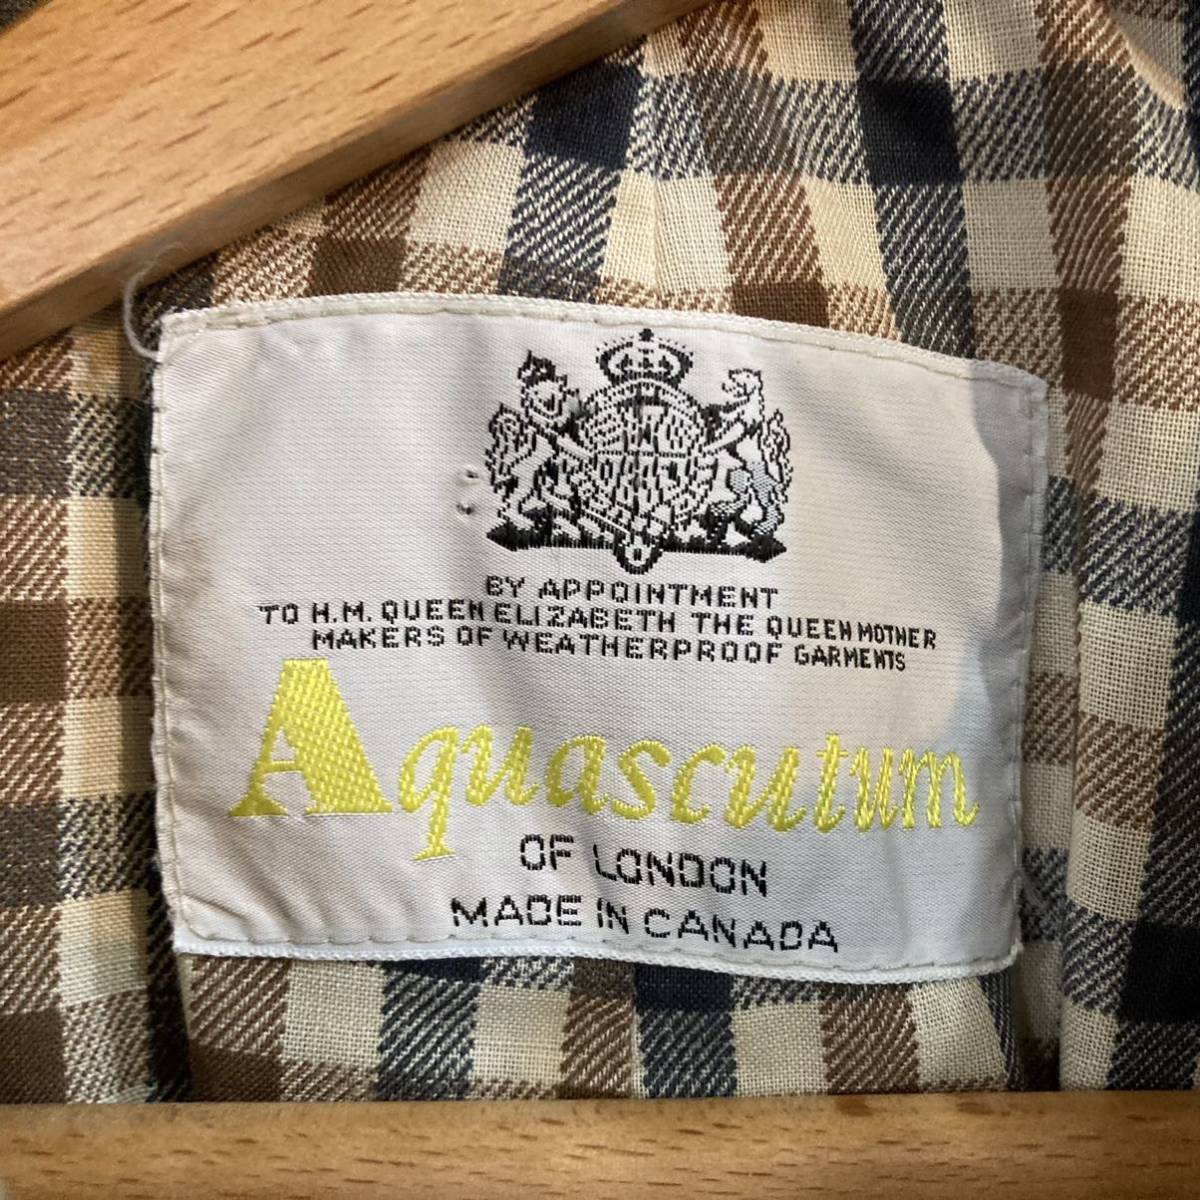 BY APPOINTMENT
TO H.M. QUEEN ELIZABETH THE QUEEN MOTHER
MAKERS OF WEATHERPROOF GARMENTS
Aquascutum
OF LONDON
MADE IN CANADA